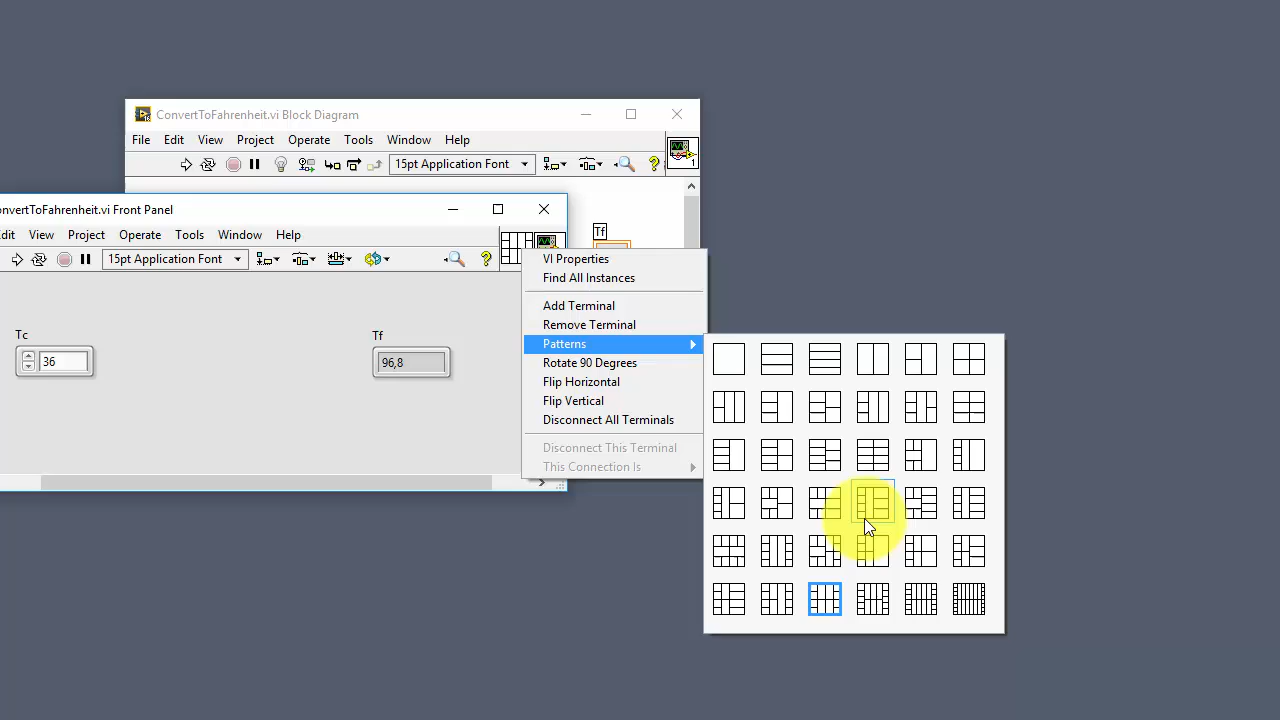 ConvertToFahrenheit.vi Block Diagram
File Edit View Project Operate Tools Window Help
15pt Application Font
1
onvertToFahrenheit.vi Front Panel
Tf
dit View Project Operate Tools Window Help
15pt Application Font
VI Properties
Find All Instances
Add Terminal
Remove Terminal
Patterns
Rotate 90 Degrees
Flip Horizontal
Flip Vertical
Disconnect All Terminals
Disconnect This Terminal
This Connection Is
Tc
36
Tf
96,8